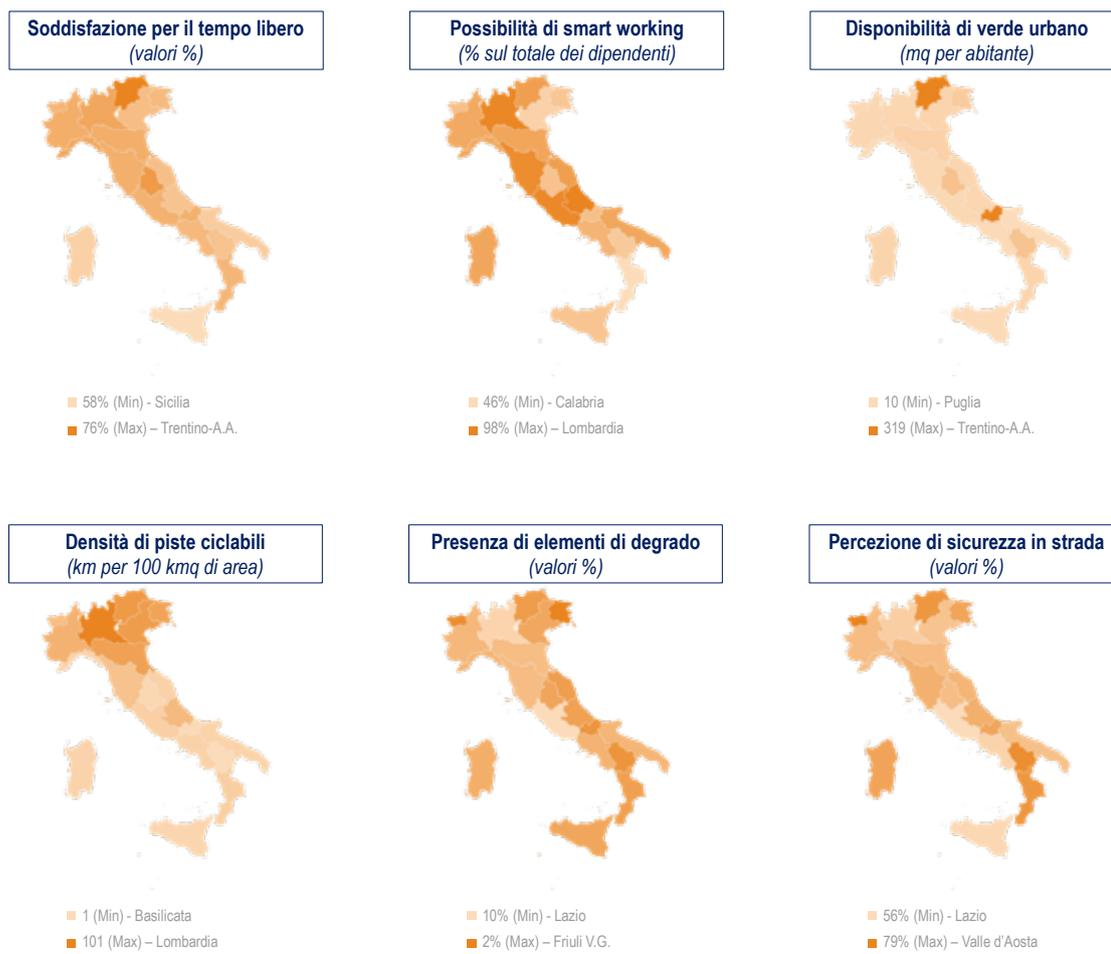 Soddisfazione per il tempo libero
(valori %)
58% (Min) - Sicilia
76% (Max) – Trentino-A.A.
Possibilità di smart working
(% sul totale dei dipendenti)
46% (Min) - Calabria
98% (Max) – Lombardia
Disponibilità di verde urbano
(mq per abitante)
10 (Min) - Puglia
319 (Max) – Trentino-A.A.
Densità di piste ciclabili
(km per 100 kmq di area)
1 (Min) - Basilicata
101 (Max) – Lombardia
Presenza di elementi di degrado
(valori %)
10% (Min) - Lazio
2% (Max) – Friuli V.G.
Percezione di sicurezza in strada
(valori %)
56% (Min) - Lazio
79% (Max) – Valle d'Aosta